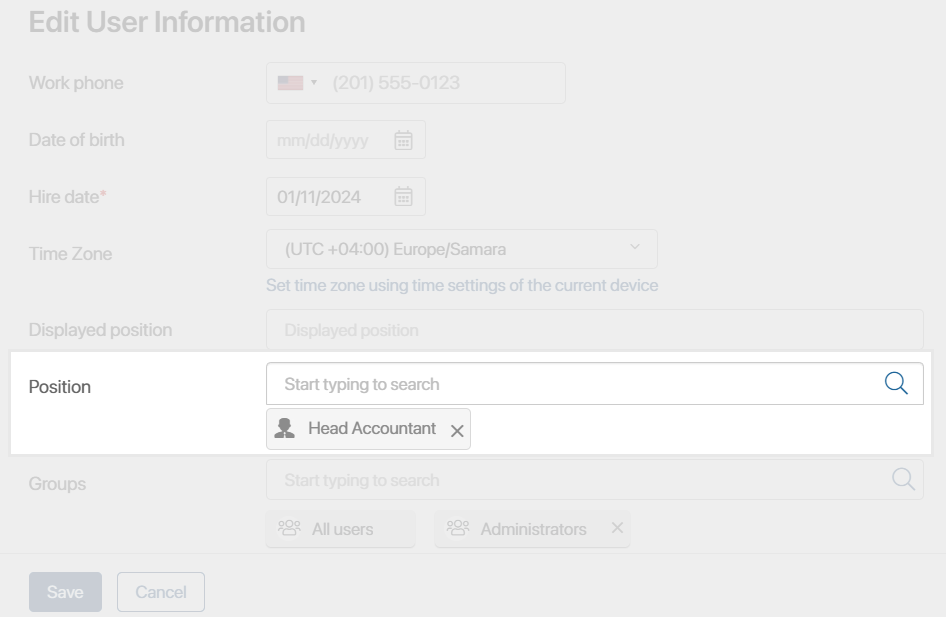 Edit User Information
Work phone
(201) 555-0123
Date of birth
mm/dd/yyyy
Hire date*
01/11/2024
Time Zone
(UTC +04:00) Europe/Samara
Set time zone using time settings of the current device
Displayed position
Displayed position
Position
Start typing to search
Head Accountant
Groups
Start typing to search
All users
Administrators
Save
Cancel